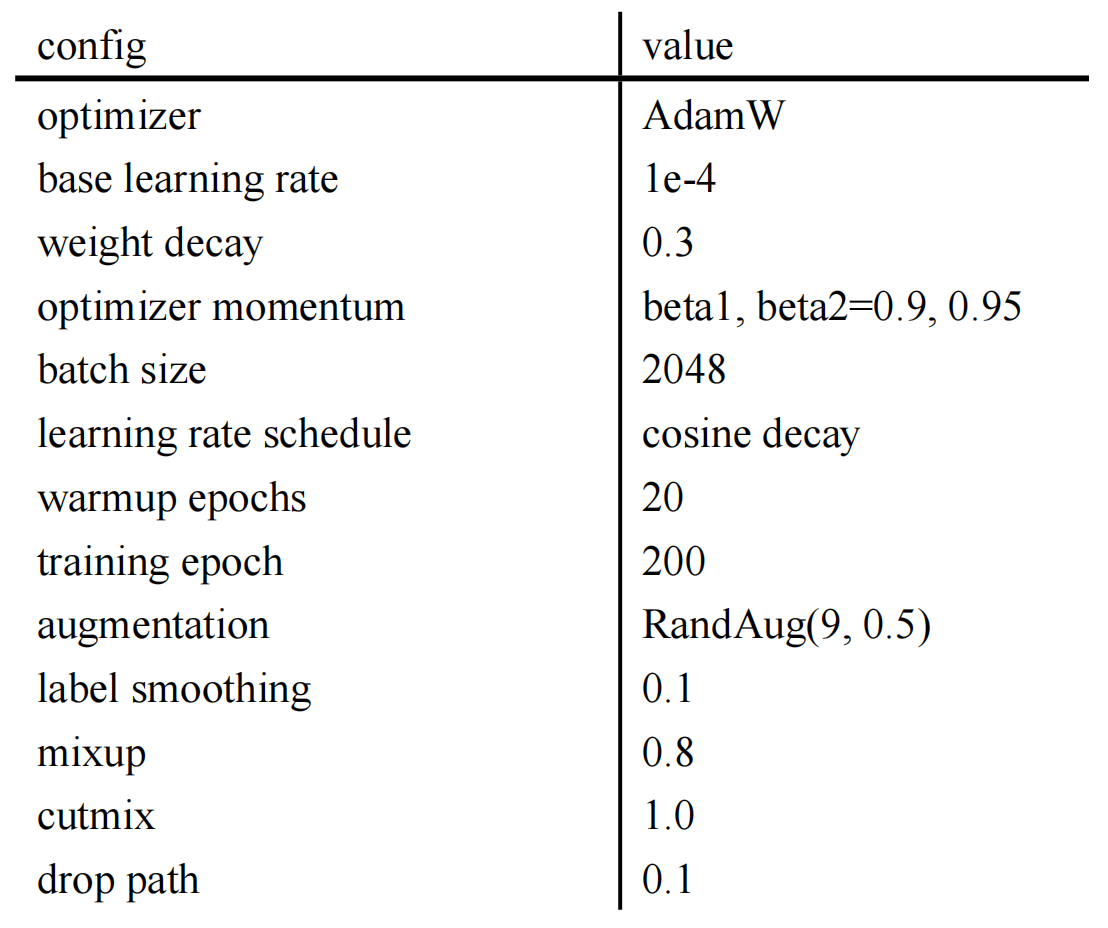 config value
optimizer AdamW
base learning rate 1e-4
weight decay 0.3
optimizer momentum beta1, beta2=0.9, 0.95
batch size 2048
learning rate schedule cosine decay
warmup epochs 20
training epoch 200
augmentation RandAug(9, 0.5)
label smoothing 0.1
mixup 0.8
cutmix 1.0
drop path 0.1